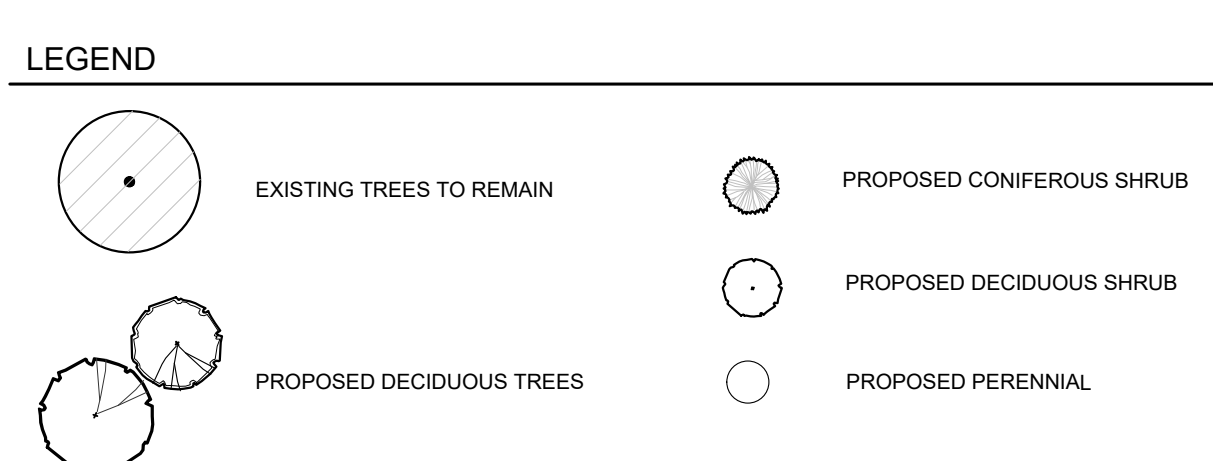 LEGEND
EXISTING TREES TO REMAIN
PROPOSED DECIDUOUS TREES
PROPOSED CONIFEROUS SHRUB
PROPOSED DECIDUOUS SHRUB
PROPOSED PERENNIAL